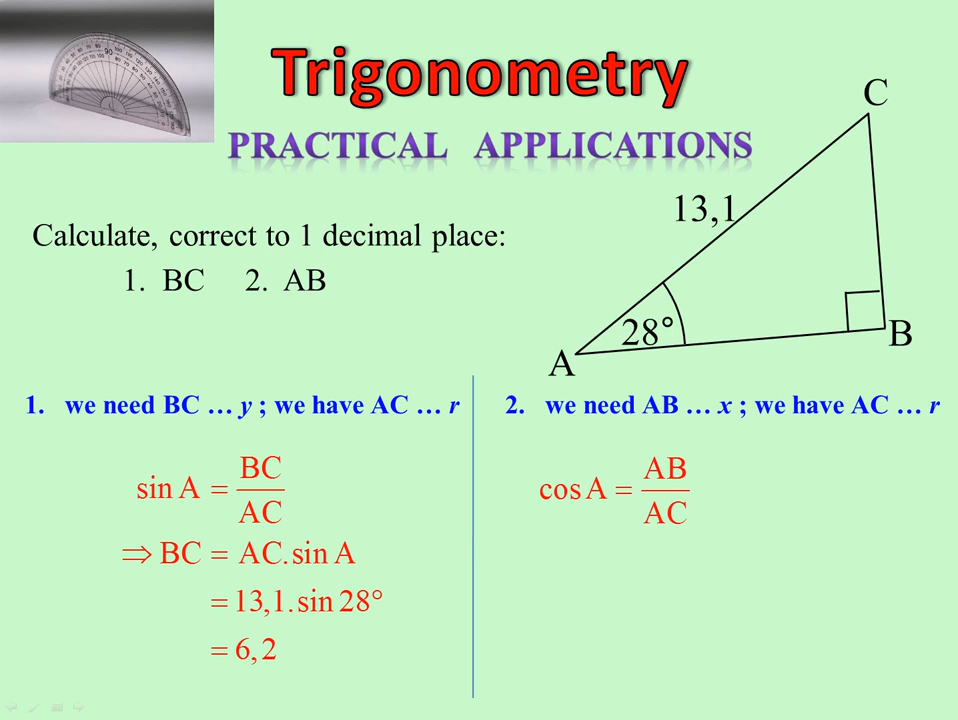 Trigonometry
PRACTICAL APPLICATIONS
C
13,1
Calculate, correct to 1 decimal place:
1. BC 2. AB
28°
B
A
1. we need BC … y ; we have AC … r
sin A = BC/AC
⇒ BC = AC.sin A
= 13,1.sin 28°
= 6,2
2. we need AB … x ; we have AC … r
cos A = AB/AC